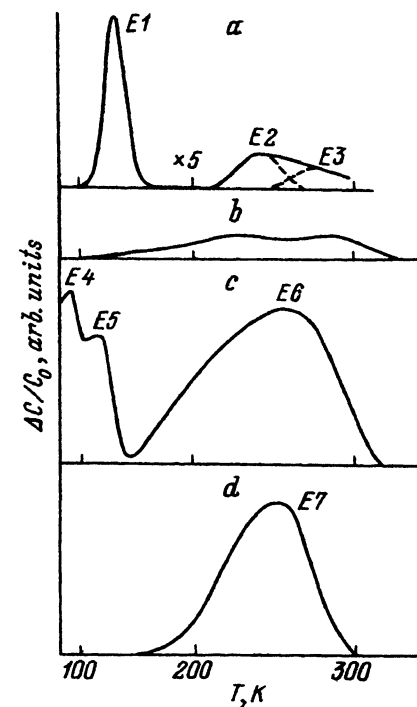 E1
a
×5
E2
E3
b
E4
c
E5
E6
d
E7
100
200
300
T, K
ΔC/C₀, arb. units